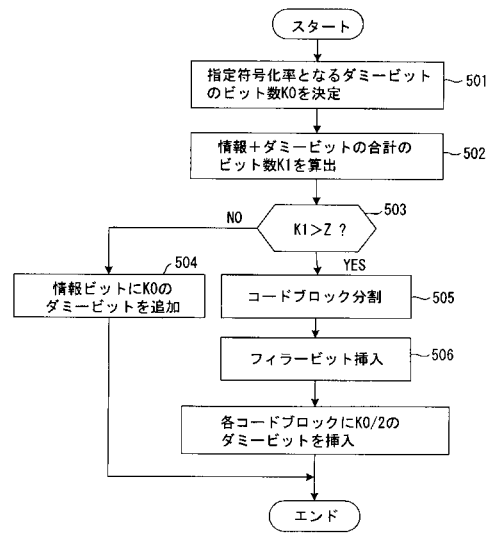 スタート
指定符号化率となるダミービット
のビット数K0を決定
501
情報+ダミービットの合計の
ビット数K1を算出
502
K1>Z ?
503
NO
YES
504
情報ビットにK0の
ダミービットを追加
コードブロック分割
505
フィラービット挿入
506
各コードブロックにK0/2の
ダミービットを挿入
エンド